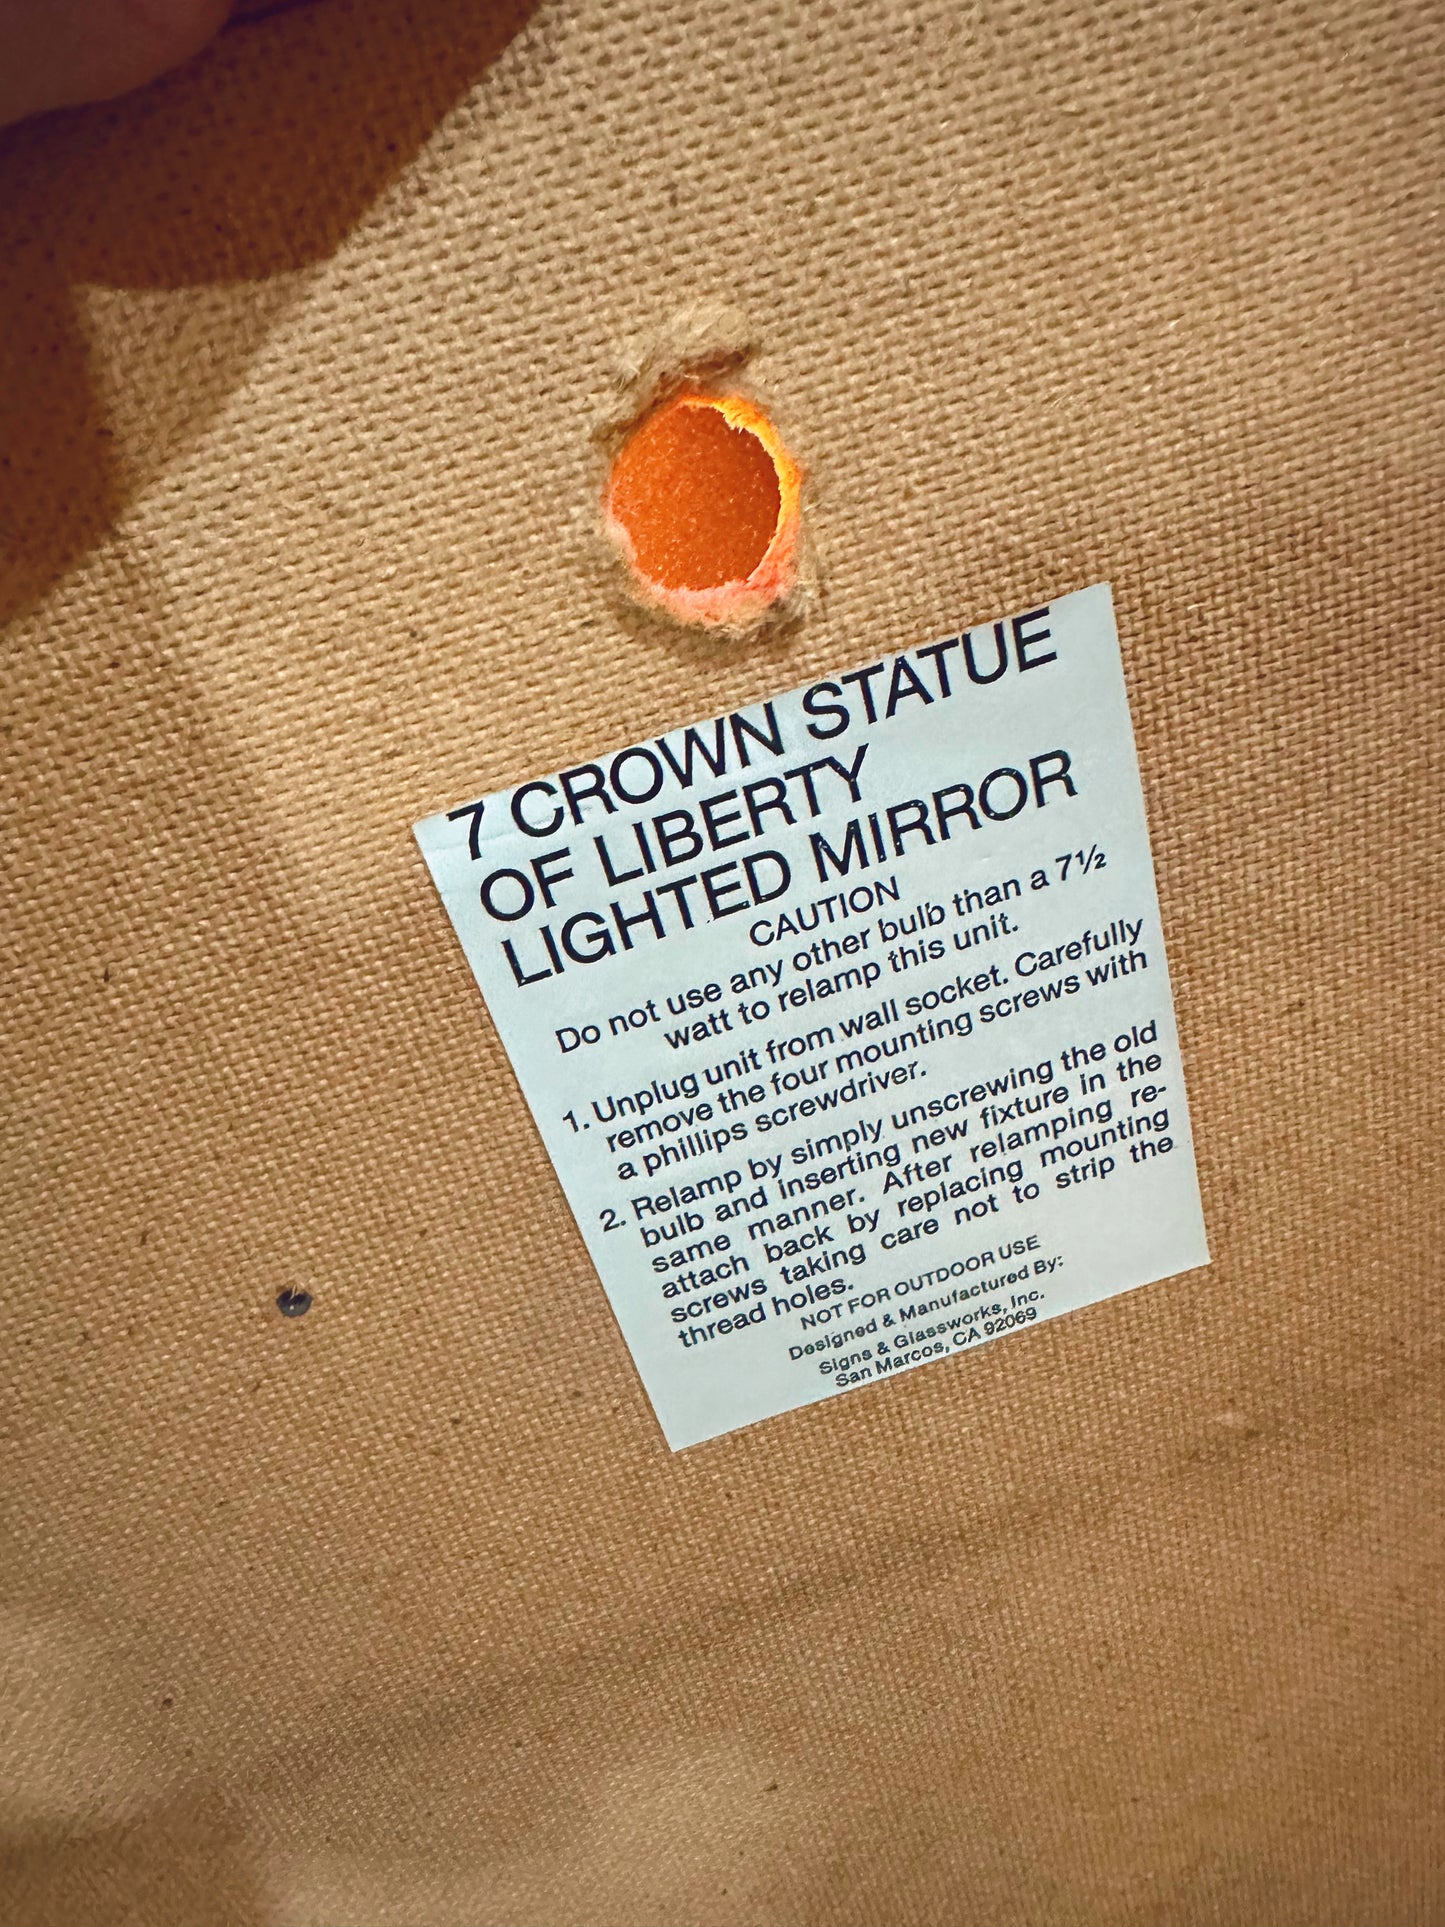 7 CROWN STATUE
OF LIBERTY
LIGHTED MIRROR
CAUTION
Do not use any other bulb than a 7½
watt to relamp this unit.
1. Unplug unit from wall socket. Carefully
remove the four mounting screws with
a phillips screwdriver.
2. Relamp by simply unscrewing the old
bulb and inserting new fixture in the
same manner. After relamping re-
attach back by replacing mounting
screws taking care not to strip the
thread holes.
NOT FOR OUTDOOR USE
Designed & Manufactured By:
Signs & Glassworks, Inc.
San Marcos, CA 92069